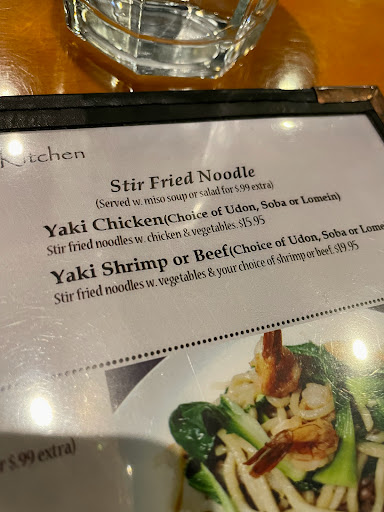 Kitchen
Stir Fried Noodle
(Served w. miso soup or salad for $.99 extra)
Yaki Chicken(Choice of Udon, Soba or Lomein)
Stir fried noodles w. chicken & vegetables. $15.95
Yaki Shrimp or Beef(Choice of Udon, Soba or Lome
Stir fried noodles w. vegetables & your choice of shrimp or beef. $19.95
r $.99 extra)